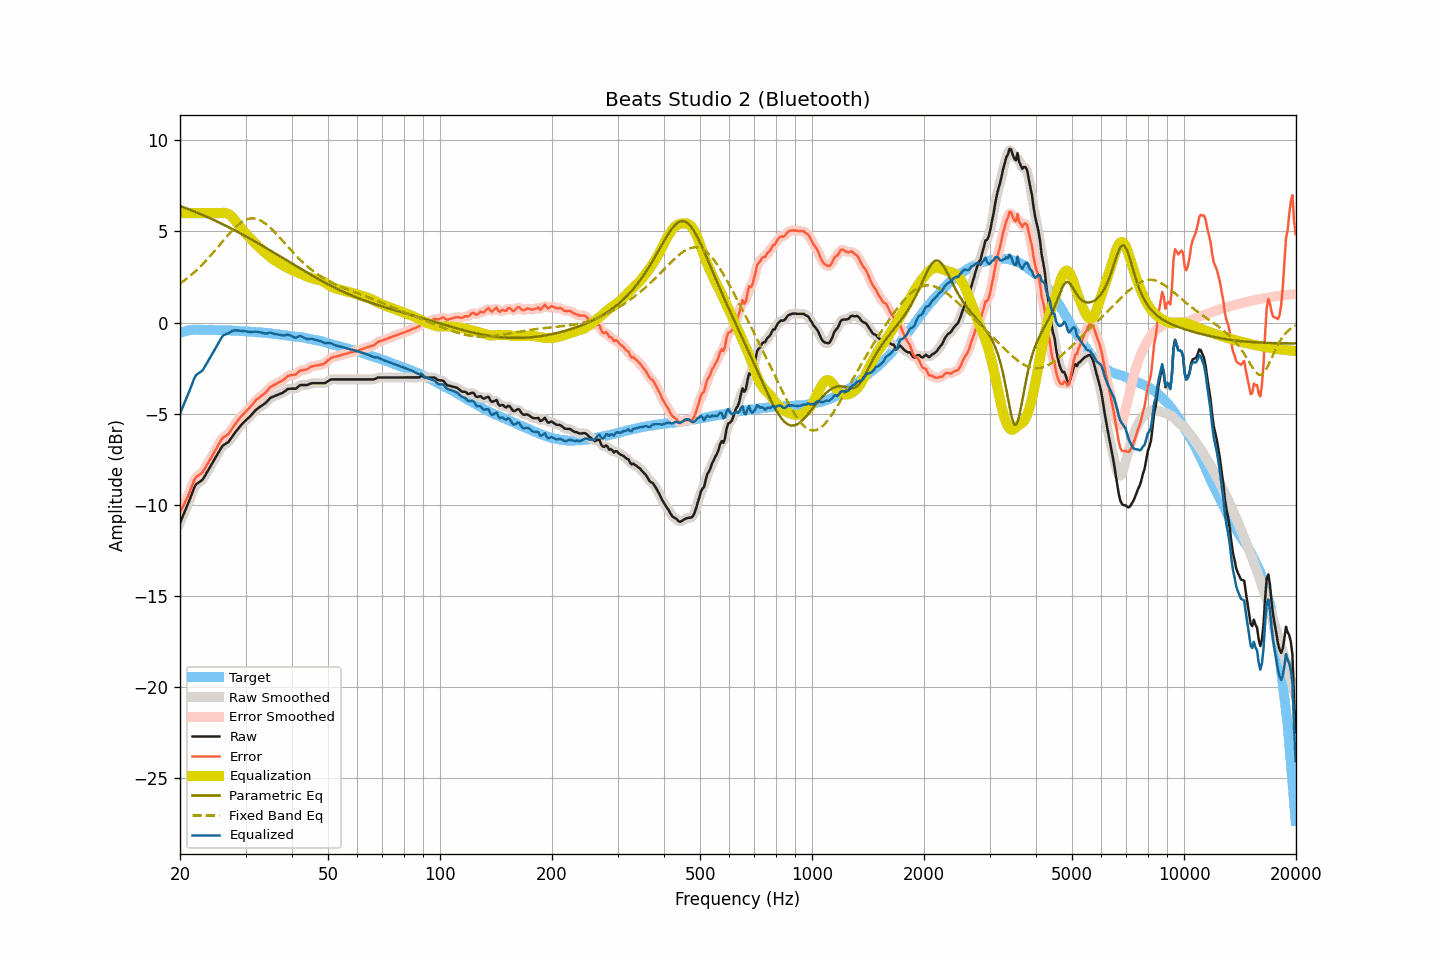 Beats Studio 2 (Bluetooth)
10
5
0
−5
−10
−15
−20
−25
Amplitude (dBr)
Target
Raw Smoothed
Error Smoothed
Raw
Error
Equalization
Parametric Eq
Fixed Band Eq
Equalized
20 50 100 200 500 1000 2000 5000 10000 20000
Frequency (Hz)